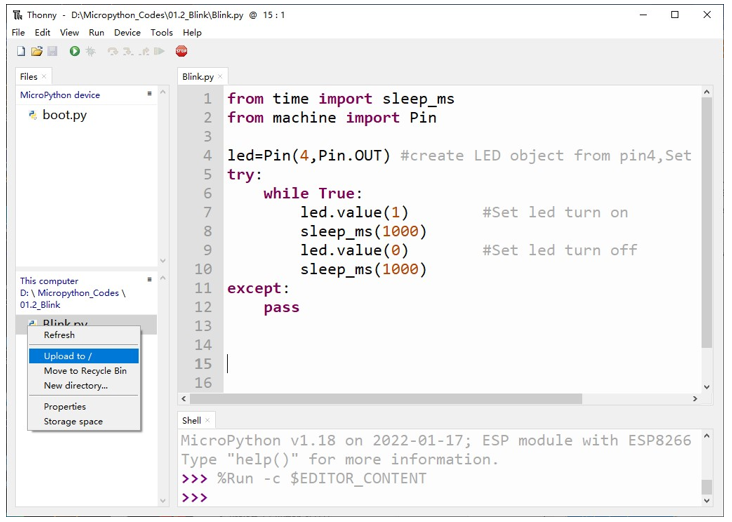 Thonny - D:\Micropython_Codes\01.2_Blink\Blink.py @ 15 : 1
File Edit View Run Device Tools Help
STOP
Files ×
MicroPython device
boot.py
This computer
D: \ Micropython_Codes \
01.2_Blink
Blink.py
Refresh
Upload to /
Move to Recycle Bin
New directory...
Properties
Storage space
Blink.py ×
1 from time import sleep_ms
2 from machine import Pin
3
4 led=Pin(4,Pin.OUT) #create LED object from pin4,Set
5 try:
6 while True:
7 led.value(1) #Set led turn on
8 sleep_ms(1000)
9 led.value(0) #Set led turn off
10 sleep_ms(1000)
11 except:
12 pass
13
14
15
16
Shell ×
MicroPython v1.18 on 2022-01-17; ESP module with ESP8266
Type "help()" for more information.
>>> %Run -c $EDITOR_CONTENT
>>>